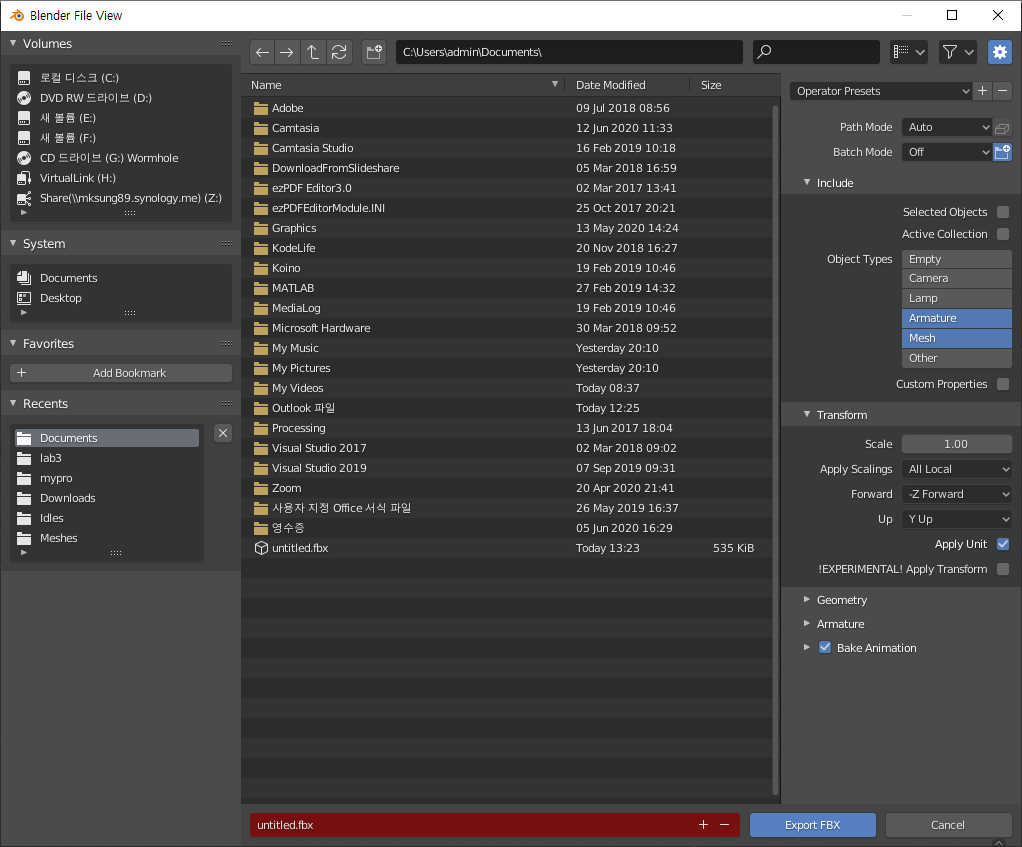 Blender File View
Volumes
로컬 디스크 (C:)
DVD RW 드라이브 (D:)
새 볼륨 (E:)
새 볼륨 (F:)
CD 드라이브 (G:) Wormhole
VirtualLink (H:)
Share(\\mksung89.synology.me) (Z:)
System
Documents
Desktop
Favorites
Add Bookmark
Recents
Documents
lab3
mypro
Downloads
Idles
Meshes
C:\Users\admin\Documents\
Name Date Modified Size
Adobe 09 Jul 2018 08:56
Camtasia 12 Jun 2020 11:33
Camtasia Studio 16 Feb 2019 10:18
DownloadFromSlideshare 05 Mar 2018 16:59
ezPDF Editor3.0 02 Mar 2017 13:41
ezPDFEditorModule.INI 25 Oct 2017 20:21
Graphics 13 May 2020 14:24
KodeLife 20 Nov 2018 16:27
Koino 19 Feb 2019 10:46
MATLAB 27 Feb 2019 14:32
MediaLog 19 Feb 2019 10:46
Microsoft Hardware 30 Mar 2018 09:52
My Music Yesterday 20:10
My Pictures Yesterday 20:10
My Videos Today 08:37
Outlook 파일 Today 12:25
Processing 13 Jun 2017 18:04
Visual Studio 2017 02 Mar 2018 09:02
Visual Studio 2019 07 Sep 2019 09:31
Zoom 20 Apr 2020 21:41
사용자 지정 Office 서식 파일 26 May 2019 16:37
영수증 05 Jun 2020 16:29
untitled.fbx Today 13:23 535 KiB
untitled.fbx
Operator Presets
Path Mode Auto
Batch Mode Off
Include
Selected Objects
Active Collection
Object Types Empty
Camera
Lamp
Armature
Mesh
Other
Custom Properties
Transform
Scale 1.00
Apply Scalings All Local
Forward -Z Forward
Up Y Up
Apply Unit
!EXPERIMENTAL! Apply Transform
Geometry
Armature
Bake Animation
Export FBX
Cancel